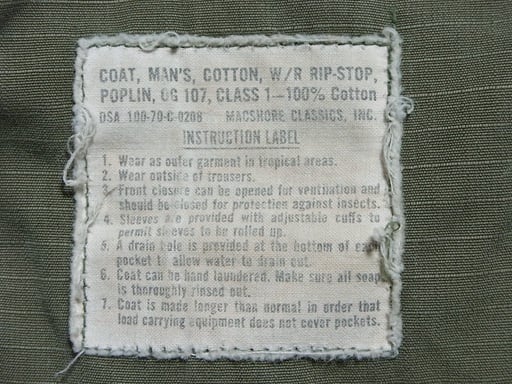 COAT, MAN'S, COTTON, W/R RIP-STOP,
POPLIN, OG 107, CLASS 1—100% Cotton
DSA 100-70-C-0208 MACSHORE CLASSICS, INC.
INSTRUCTION LABEL
1. Wear as outer garment in tropical areas.
2. Wear outside of trousers.
3. Front closure can be opened for ventilation and
should be closed for protection against insects.
4. Sleeves are provided with adjustable cuffs to
permit sleeves to be rolled up.
5. A drain hole is provided at the bottom of each
pocket to allow water to drain out.
6. Coat can be hand laundered. Make sure all soap
is thoroughly rinsed out.
7. Coat is made longer than normal in order that
load carrying equipment does not cover pockets.